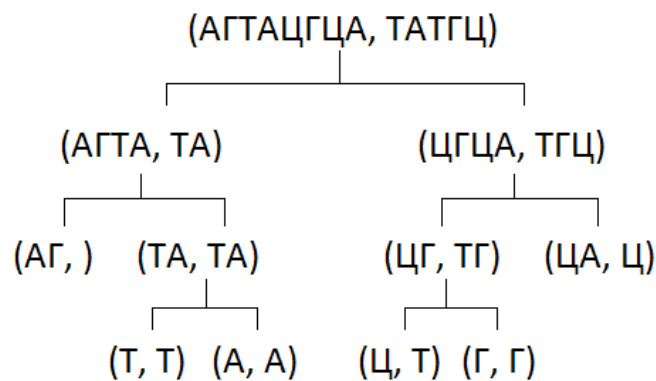 (АГТАЦГЦА, ТАТГЦ)
(АГТА, ТА) (ЦГЦА, ТГЦ)
(АГ, ) (ТА, ТА) (ЦГ, ТГ) (ЦА, Ц)
(Т, Т) (А, А) (Ц, Т) (Г, Г)